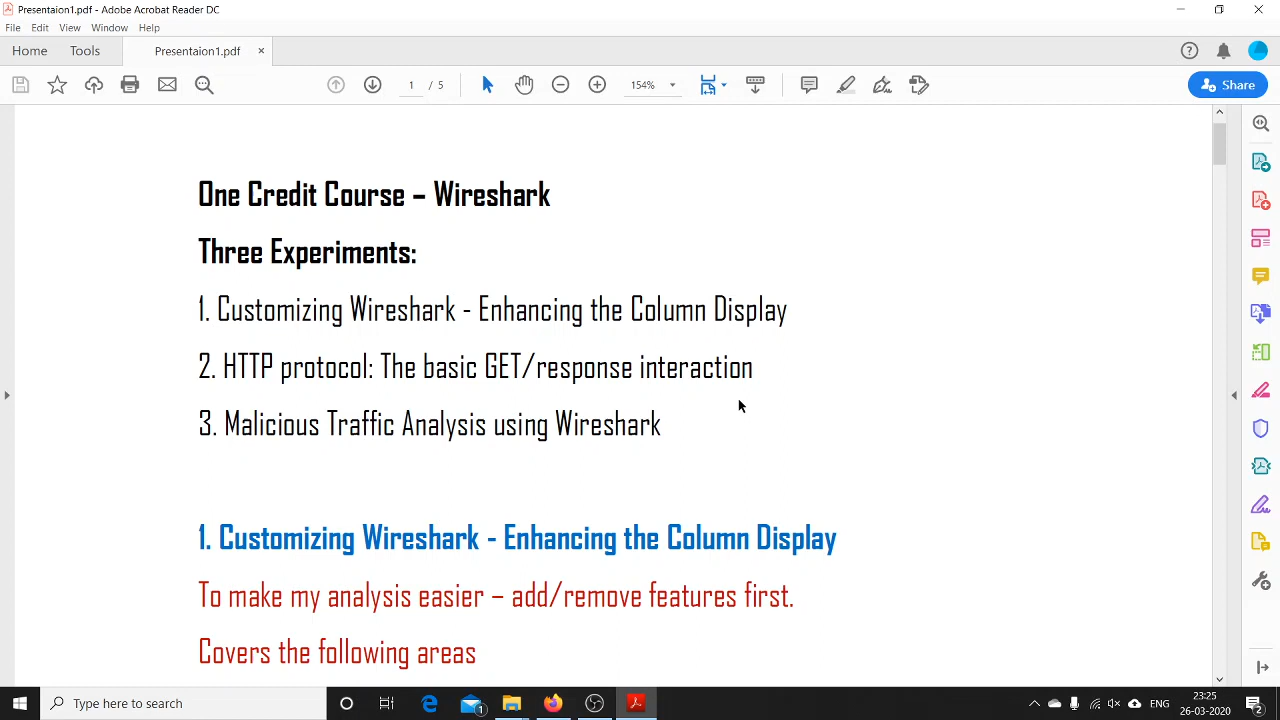 Presentaion1.pdf - Adobe Acrobat Reader DC
File Edit View Window Help
Home Tools Presentaion1.pdf ×
1 / 5 154% Share
One Credit Course – Wireshark
Three Experiments:
1. Customizing Wireshark - Enhancing the Column Display
2. HTTP protocol: The basic GET/response interaction
3. Malicious Traffic Analysis using Wireshark
1. Customizing Wireshark - Enhancing the Column Display
To make my analysis easier – add/remove features first.
Covers the following areas
Type here to search
1
ENG
23:25
26-03-2020
2